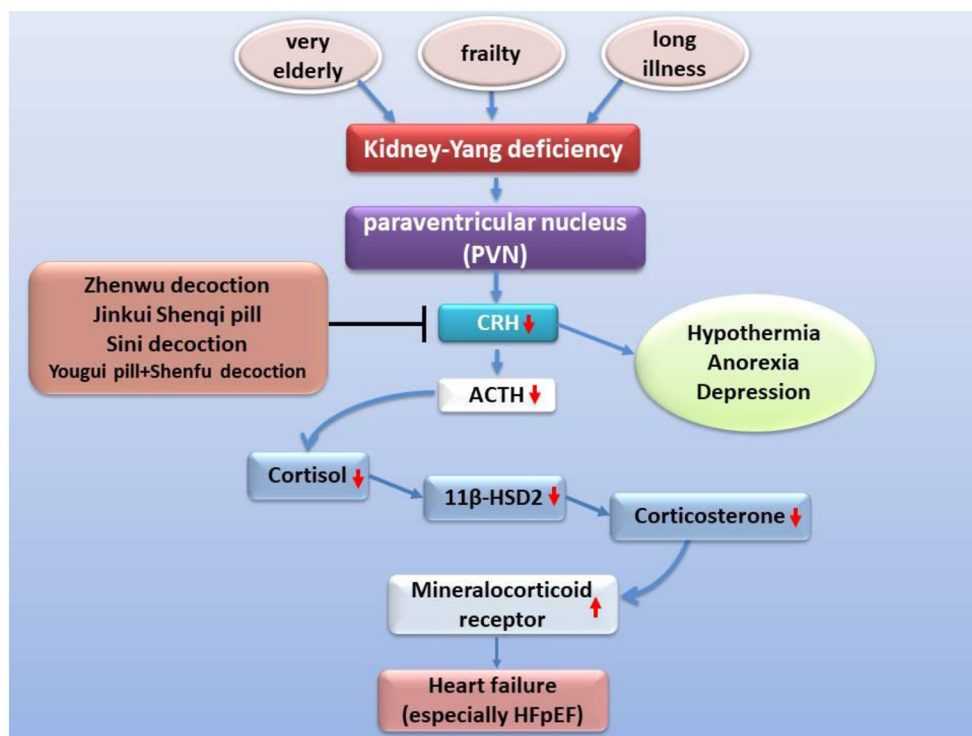 very
elderly
frailty
long
illness
Kidney-Yang deficiency
paraventricular nucleus
(PVN)
Zhenwu decoction
Jinkui Shenqi pill
Sini decoction
Yougui pill+Shenfu decoction
CRH
Hypothermia
Anorexia
Depression
ACTH
Cortisol
11β-HSD2
Corticosterone
Mineralocorticoid
receptor
Heart failure
(especially HFpEF)